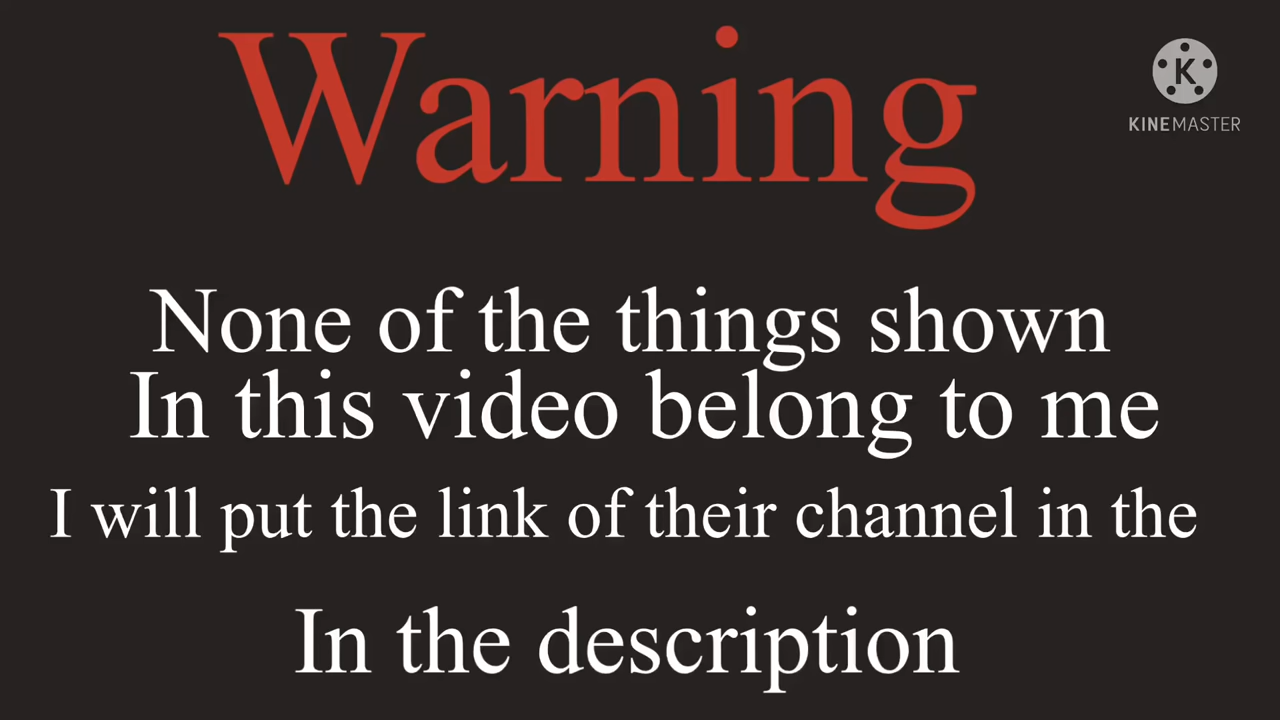 Warning
K
KINEMASTER
None of the things shown
In this video belong to me
I will put the link of their channel in the
In the description